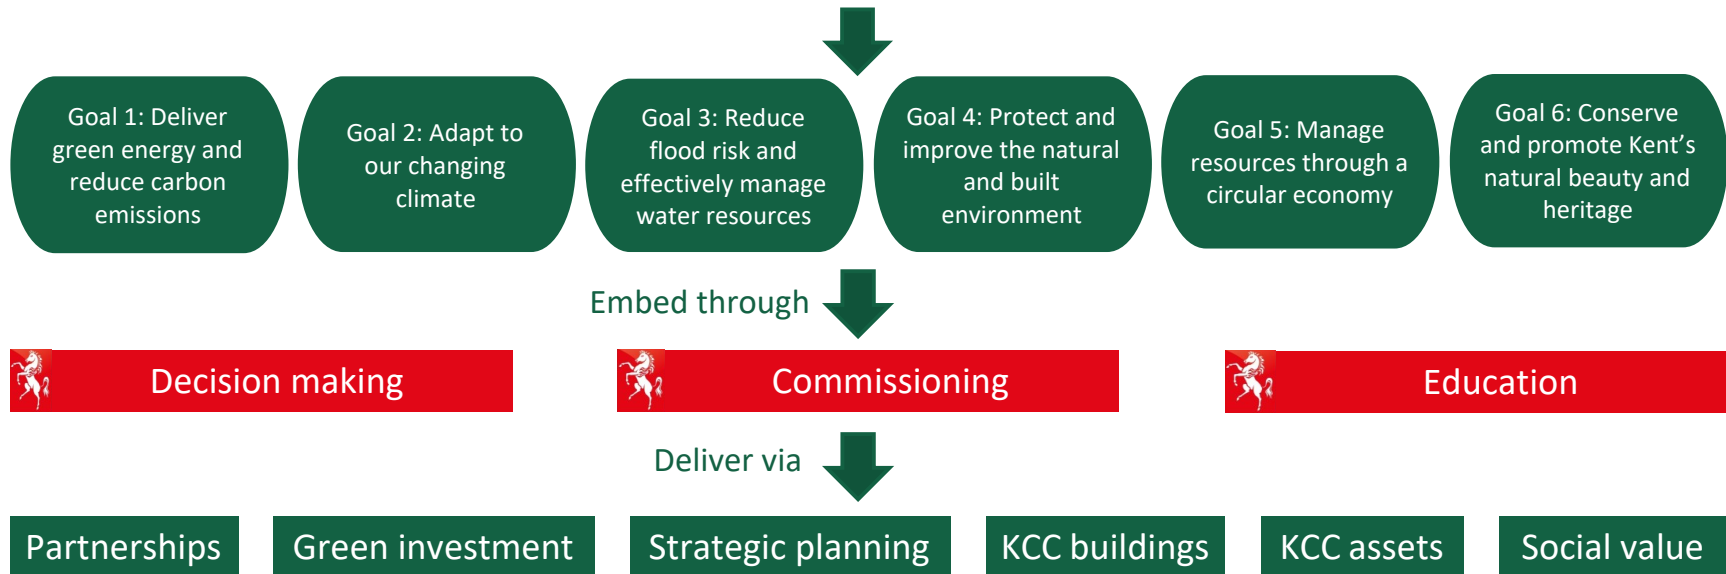 Goal 1: Deliver
green energy and
reduce carbon
emissions
Goal 2: Adapt to
our changing
climate
Goal 3: Reduce
flood risk and
effectively manage
water resources
Goal 4: Protect and
improve the natural
and built
environment
Goal 5: Manage
resources through a
circular economy
Goal 6: Conserve
and promote Kent’s
natural beauty and
heritage
Embed through
Decision making
Commissioning
Education
Deliver via
Partnerships
Green investment
Strategic planning
KCC buildings
KCC assets
Social value